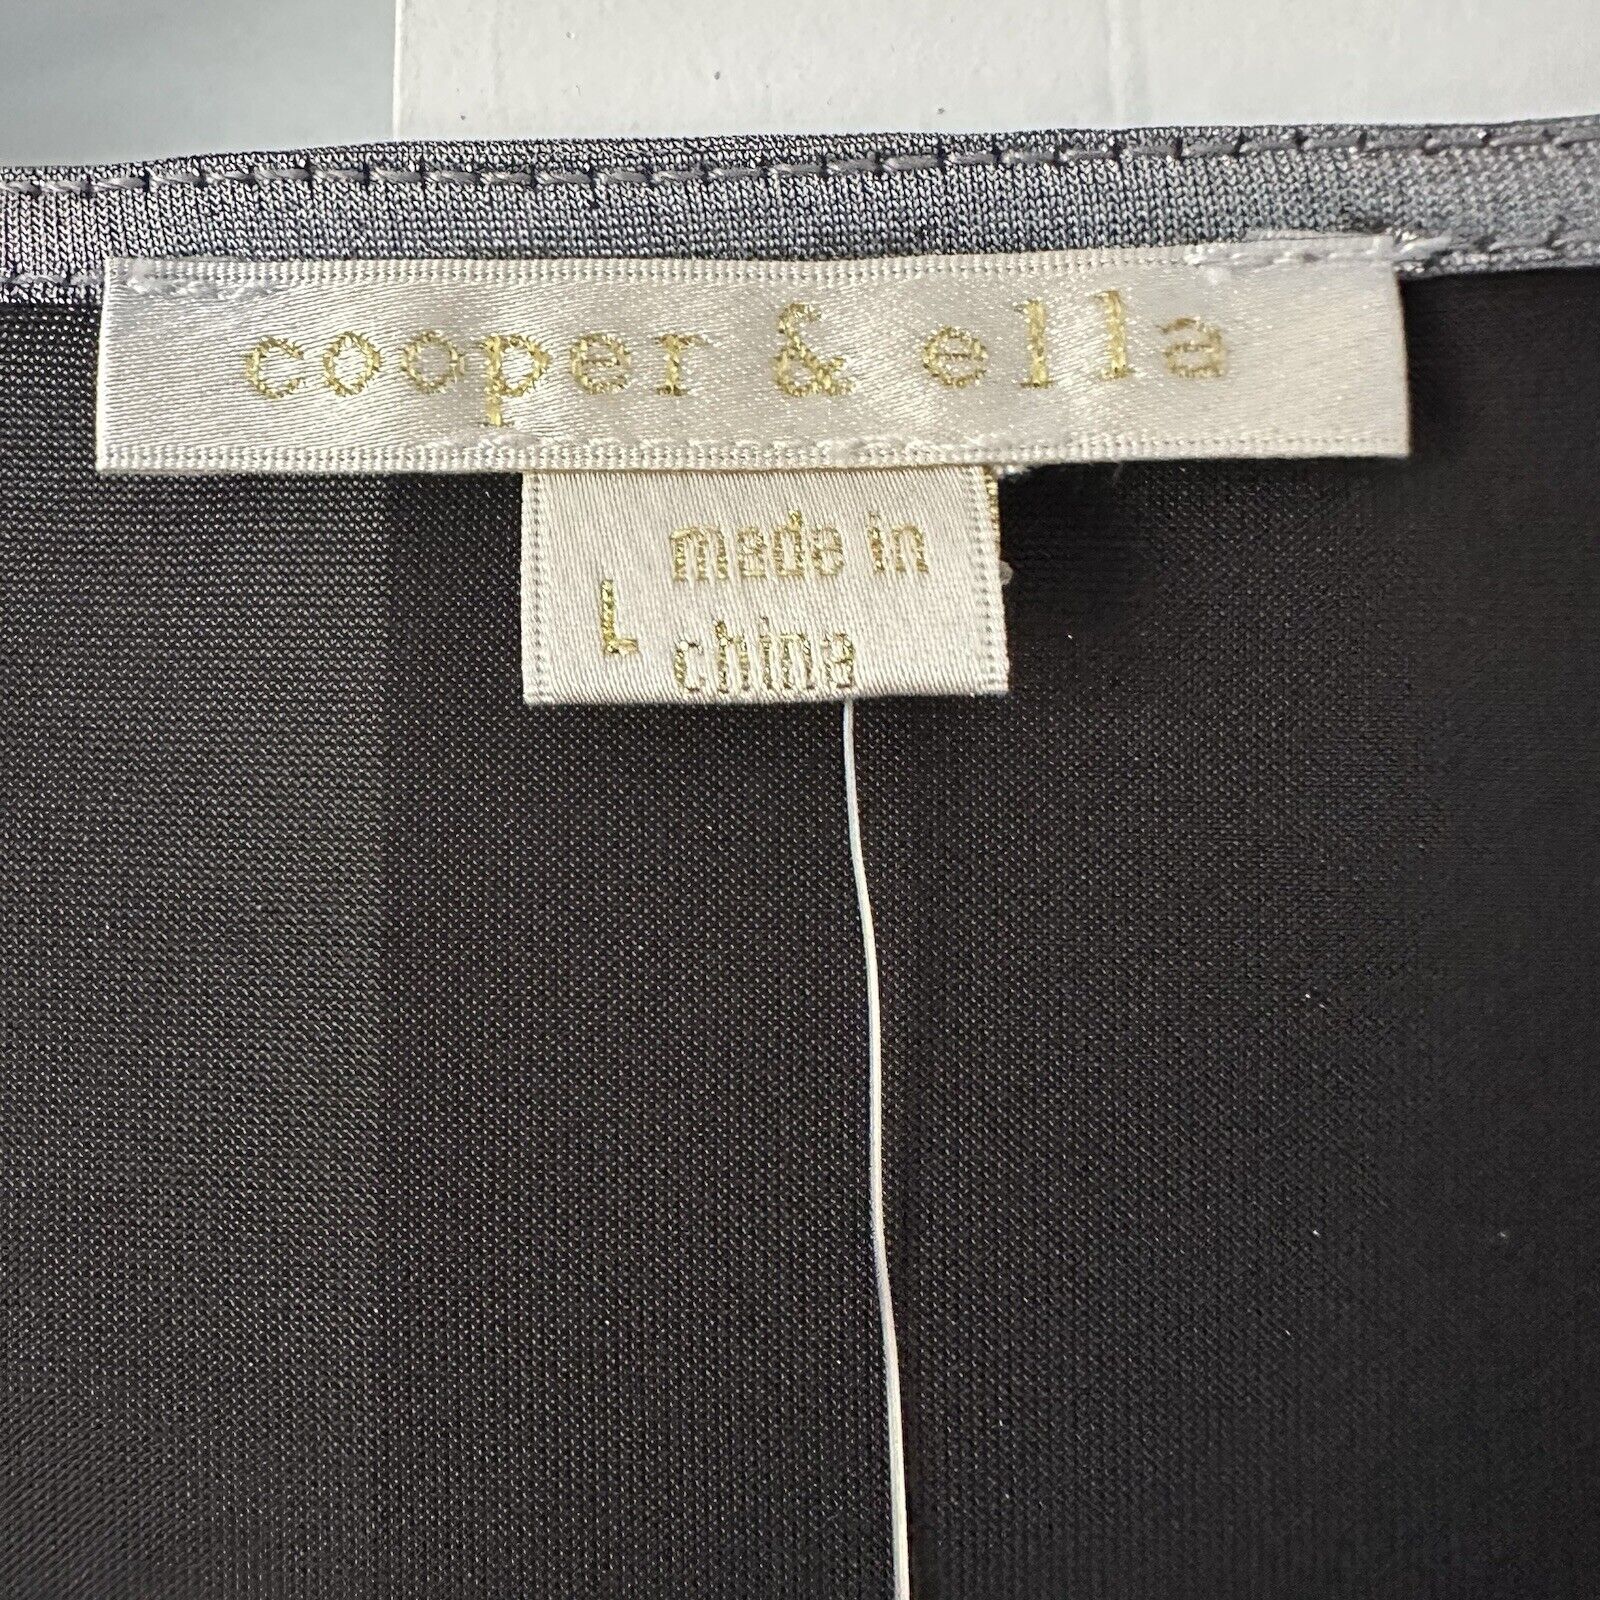 cooper & ella
L
made in
china